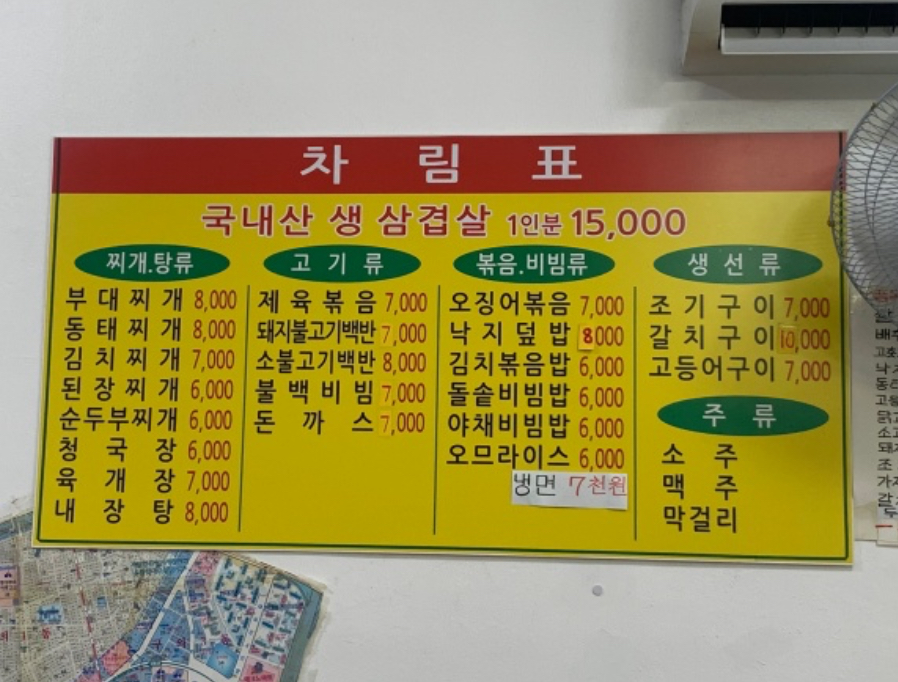 차림표
국내산 생 삼겹살 1인분 15,000
찌개.탕류
부대찌개 8,000
동태찌개 8,000
김치찌개 7,000
된장찌개 6,000
순두부찌개 6,000
청국장 6,000
육개장 7,000
내장탕 8,000
고기류
제육볶음 7,000
돼지불고기백반 7,000
소불고기백반 8,000
불백비빔 7,000
돈까스 7,000
볶음.비빔류
오징어볶음 7,000
낙지덮밥 8,000
김치볶음밥 6,000
돌솥비빔밥 6,000
야채비빔밥 6,000
오므라이스 6,000
냉면 7천원
생선류
조기구이 7,000
갈치구이 10,000
고등어구이 7,000
주류
소주
맥주
막걸리